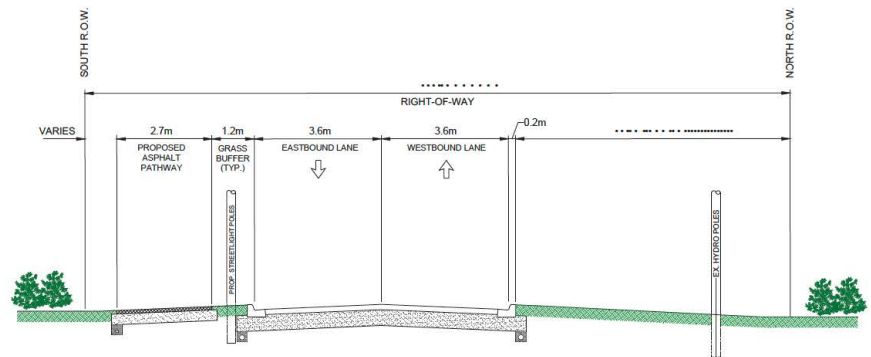 SOUTH R.O.W.
NORTH R.O.W.
RIGHT-OF-WAY
VARIES
2.7m
1.2m
3.6m
3.6m
0.2m
PROPOSED
ASPHALT
PATHWAY
GRASS
BUFFER
(TYP.)
EASTBOUND LANE
WESTBOUND LANE
PROP. STREETLIGHT POLES
EX. HYDRO POLES